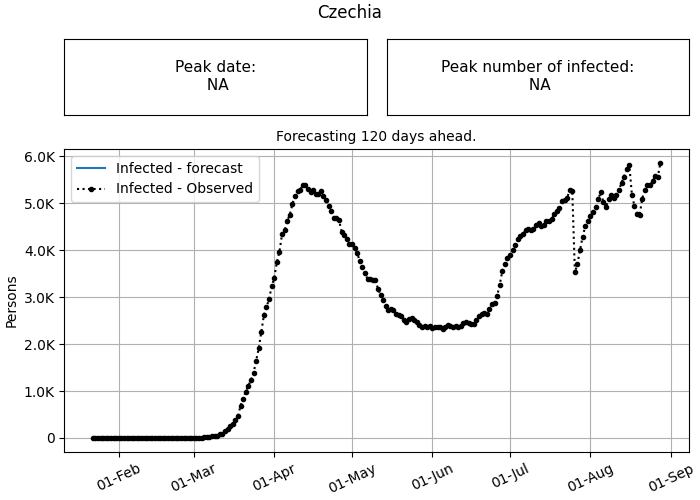 Czechia
Peak date:
NA
Peak number of infected:
NA
Forecasting 120 days ahead.
Infected - forecast
Infected - Observed
6.0K
5.0K
4.0K
3.0K
2.0K
1.0K
0
Persons
01-Feb
01-Mar
01-Apr
01-May
01-Jun
01-Jul
01-Aug
01-Sep